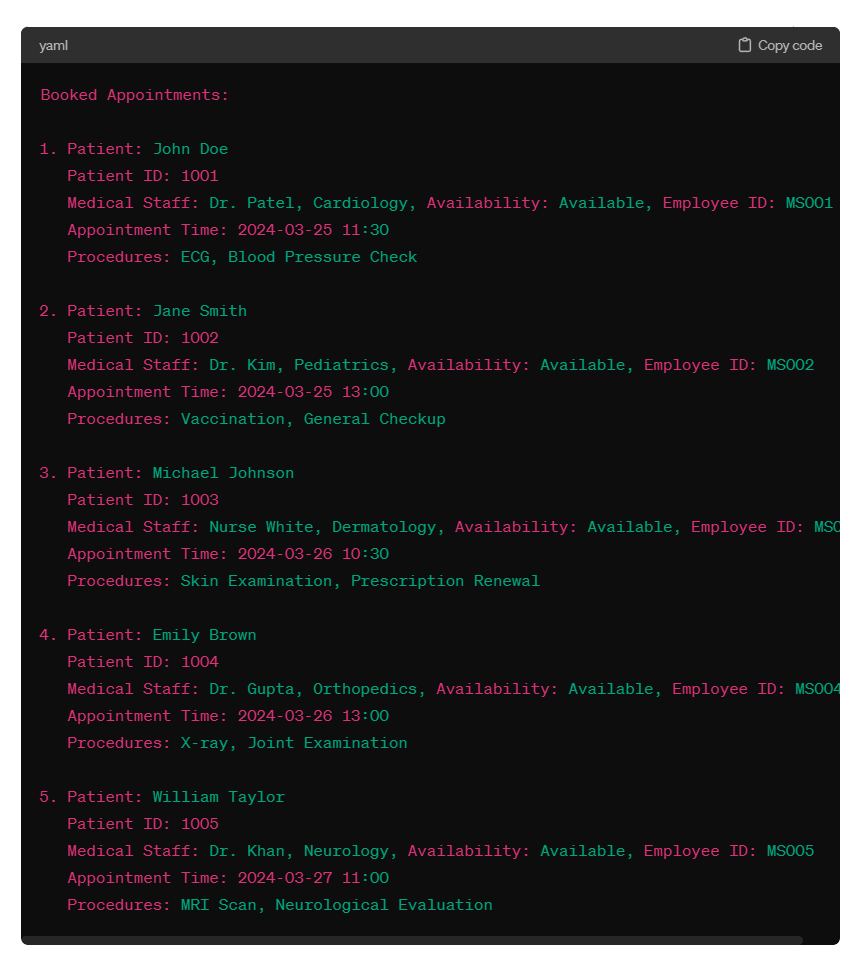 yaml
Copy code
Booked Appointments:
1. Patient: John Doe
Patient ID: 1001
Medical Staff: Dr. Patel, Cardiology, Availability: Available, Employee ID: MS001
Appointment Time: 2024-03-25 11:30
Procedures: ECG, Blood Pressure Check
2. Patient: Jane Smith
Patient ID: 1002
Medical Staff: Dr. Kim, Pediatrics, Availability: Available, Employee ID: MS002
Appointment Time: 2024-03-25 13:00
Procedures: Vaccination, General Checkup
3. Patient: Michael Johnson
Patient ID: 1003
Medical Staff: Nurse White, Dermatology, Availability: Available, Employee ID:
Appointment Time: 2024-03-26 10:30
Procedures: Skin Examination, Prescription Renewal
4. Patient: Emily Brown
Patient ID: 1004
Medical Staff: Dr. Gupta, Orthopedics, Availability: Available, Employee ID: MS004
Appointment Time: 2024-03-26 13:00
Procedures: X-ray, Joint Examination
5. Patient: William Taylor
Patient ID: 1005
Medical Staff: Dr. Khan, Neurology, Availability: Available, Employee ID: MS005
Appointment Time: 2024-03-27 11:00
Procedures: MRI Scan, Neurological Evaluation